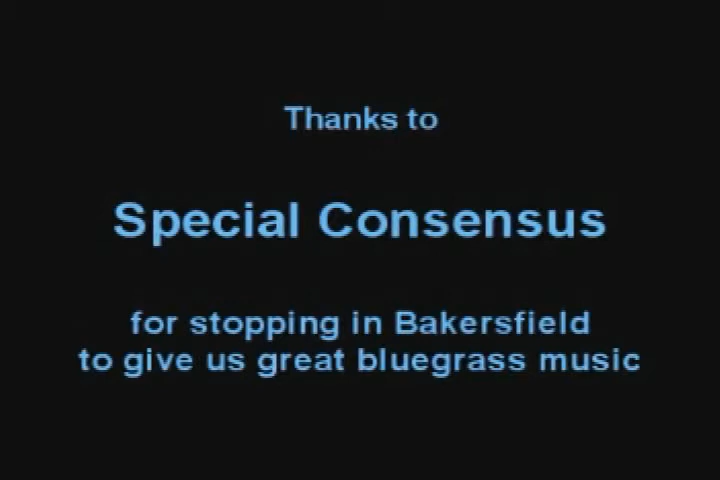 Thanks to
Special Consensus
for stopping in Bakersfield
to give us great bluegrass music